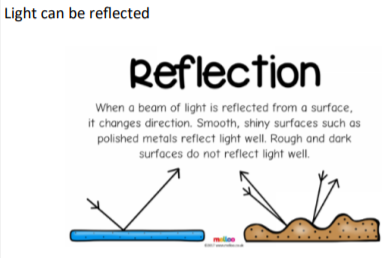 Light can be reflected
Reflection
When a beam of light is reflected from a surface,
it changes direction. Smooth, shiny surfaces such as
polished metals reflect light well. Rough and dark
surfaces do not reflect light well.